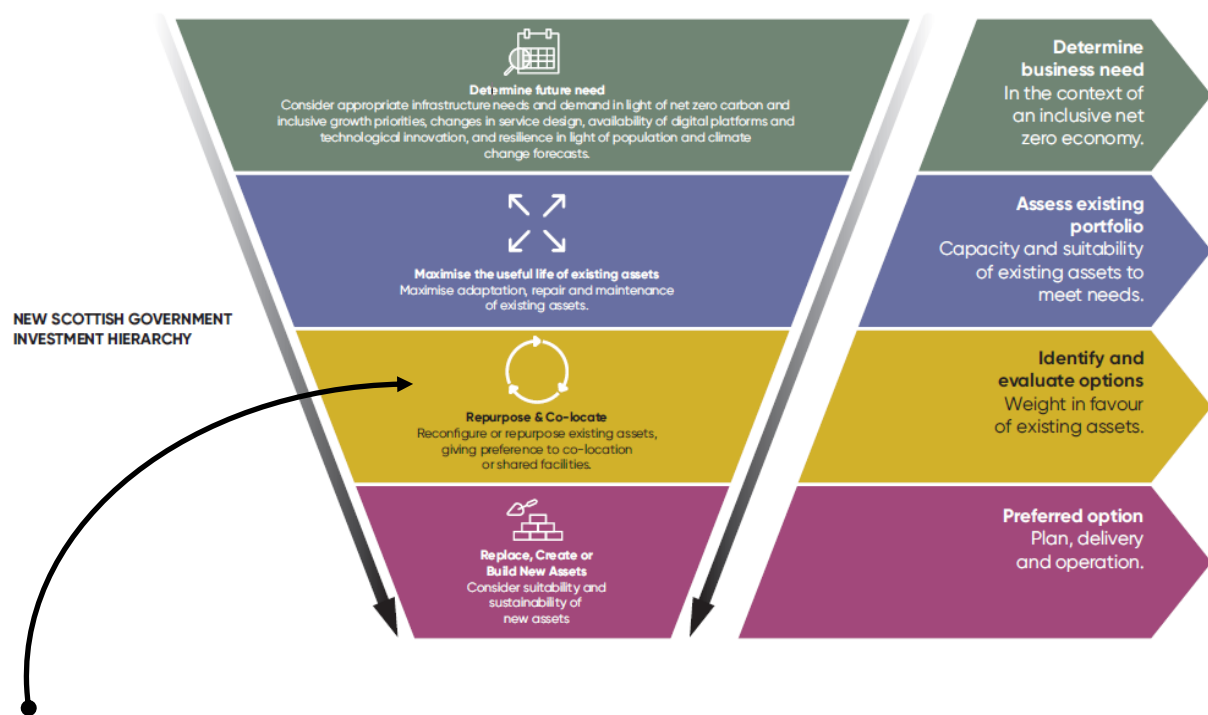 Determine future need
Consider appropriate infrastructure needs and demand in light of net zero carbon and
inclusive growth priorities, changes in service design, availability of digital platforms and
technological innovation, and resilience in light of population and climate
change forecasts.
Determine
business need
In the context of
an inclusive net
zero economy.
Maximise the useful life of existing assets
Maximise adaptation, repair and maintenance
of existing assets.
Assess existing
portfolio
Capacity and suitability
of existing assets to
meet needs.
NEW SCOTTISH GOVERNMENT
INVESTMENT HIERARCHY
Repurpose & Co-locate
Reconfigure or repurpose existing assets,
giving preference to co-location
or shared facilities.
Identify and
evaluate options
Weight in favour
of existing assets.
Replace, Create or
Build New Assets
Consider suitability and
sustainability of
new assets
Preferred option
Plan, delivery
and operation.